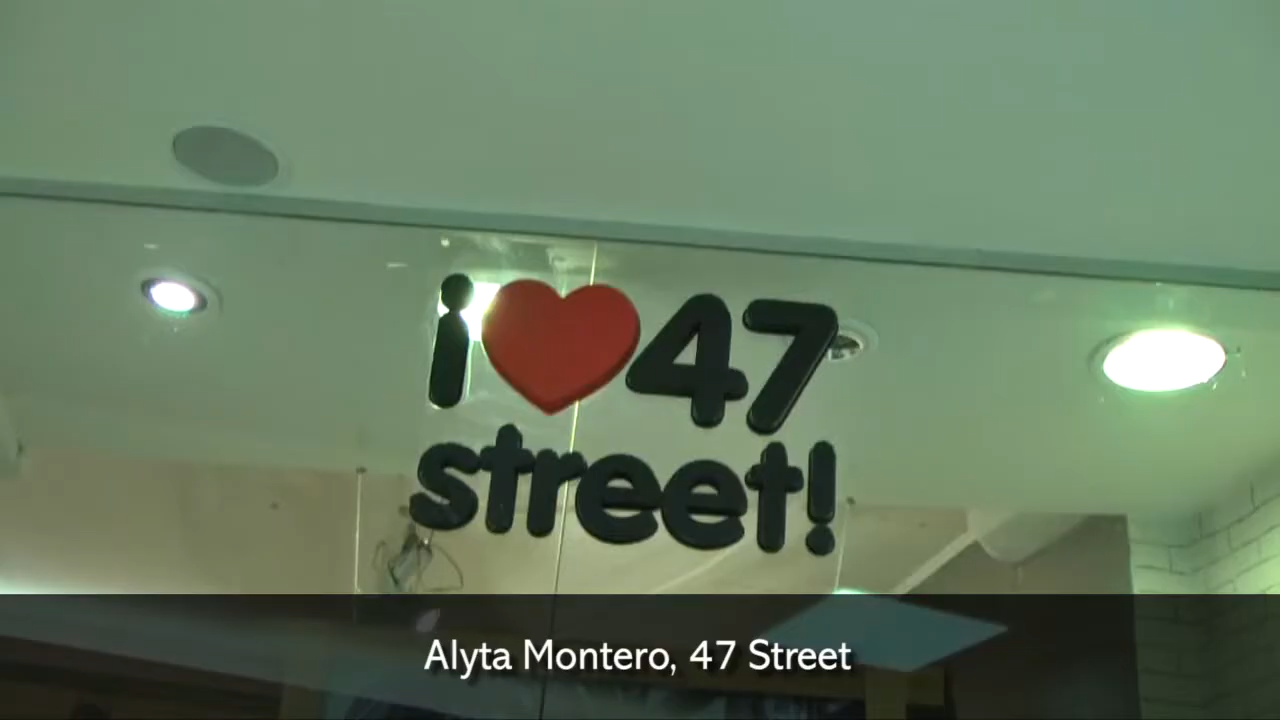 i ❤ 47
street!
Alyta Montero, 47 Street